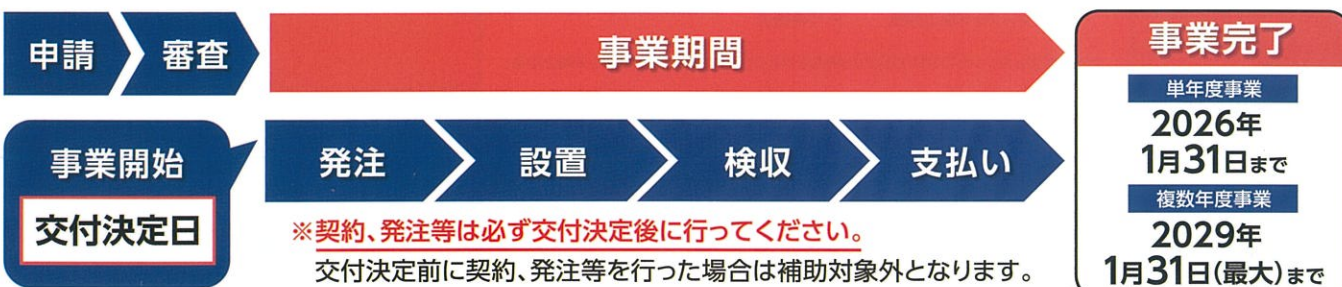 申請
審査
事業期間
事業開始
交付決定日
発注
設置
検収
支払い
※契約、発注等は必ず交付決定後に行ってください。
交付決定前に契約、発注等を行った場合は補助対象外となります。
事業完了
単年度事業
2026年
1月31日まで
複数年度事業
2029年
1月31日(最大)まで